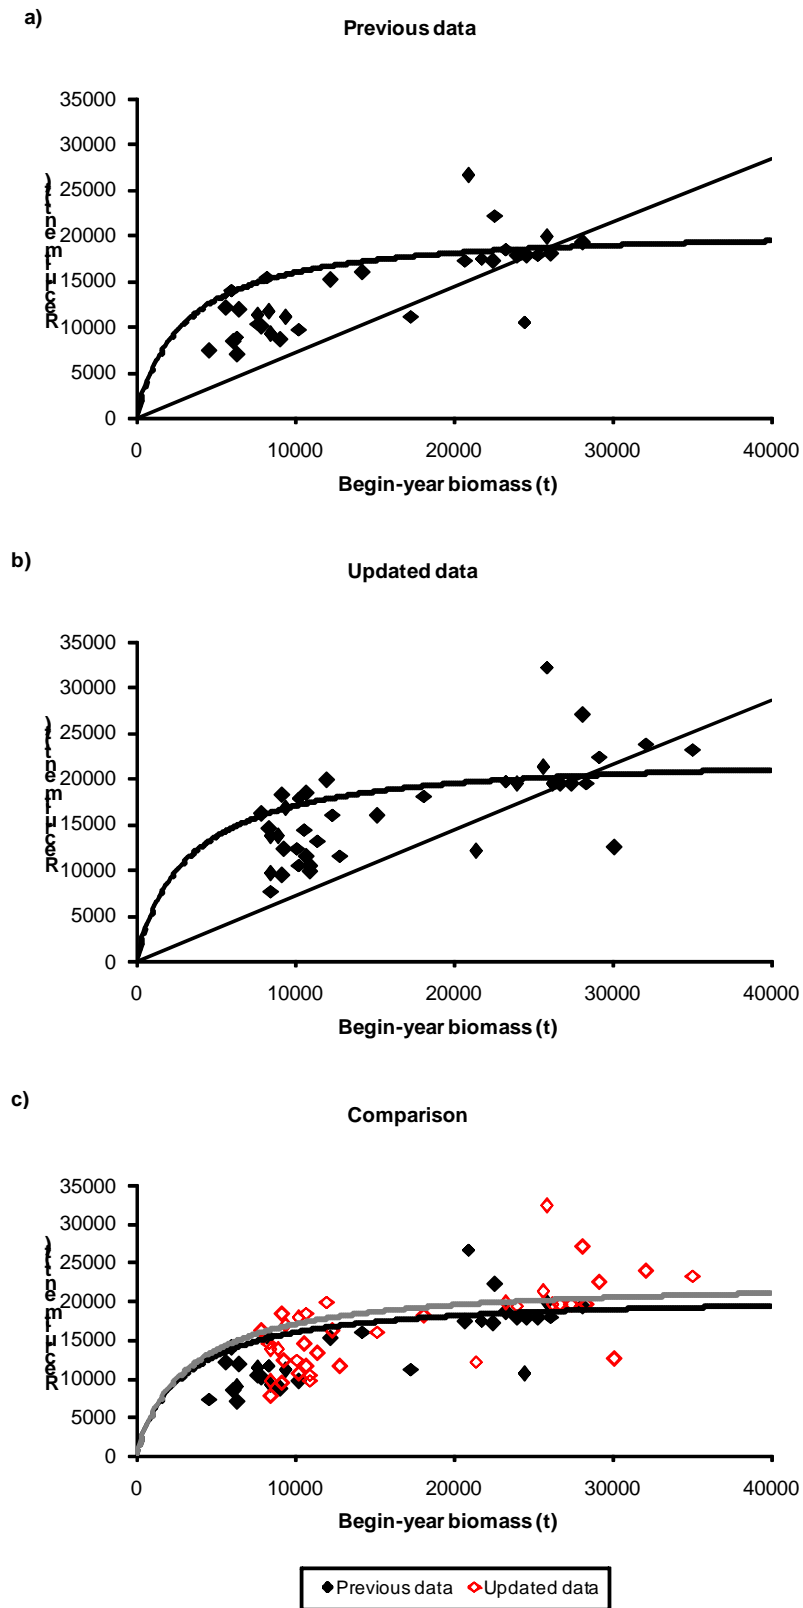 a)
Previous data
35000
30000
25000
20000
15000
10000
5000
0
Recruitment (t)
0 10000 20000 30000 40000
Begin-year biomass (t)
b)
Updated data
35000
30000
25000
20000
15000
10000
5000
0
Recruitment (t)
0 10000 20000 30000 40000
Begin-year biomass (t)
c)
Comparison
35000
30000
25000
20000
15000
10000
5000
0
Recruitment (t)
0 10000 20000 30000 40000
Begin-year biomass (t)
Previous data Updated data